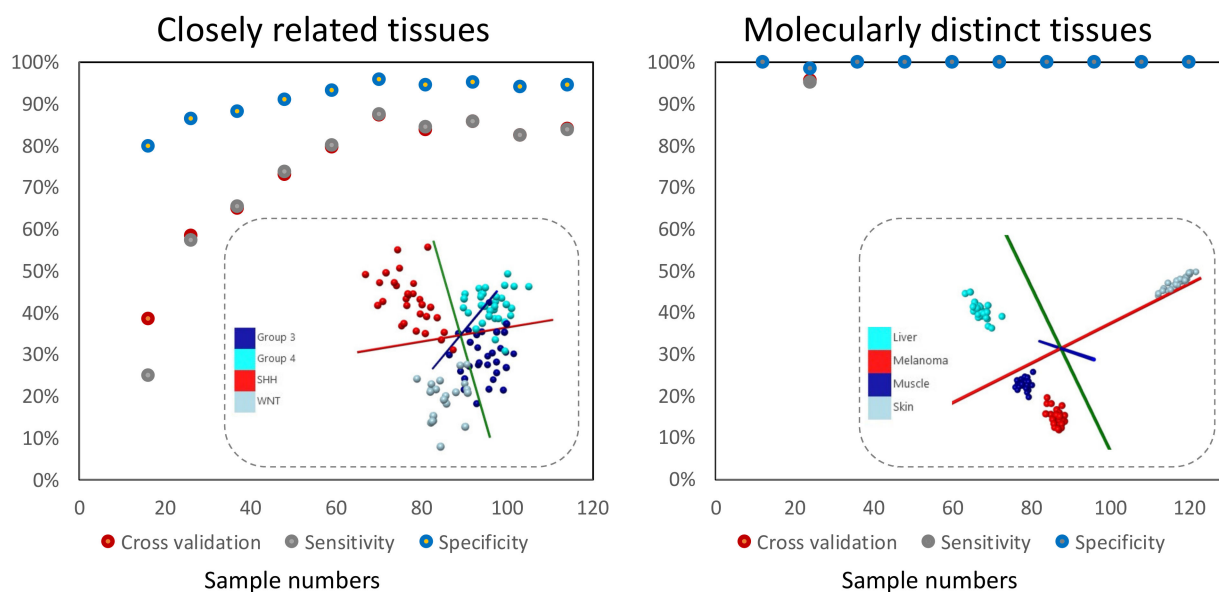 Closely related tissues
100%
90%
80%
70%
60%
50%
40%
30%
20%
10%
0%
Group 3
Group 4
SHH
WNT
0 20 40 60 80 100 120
Cross validation Sensitivity Specificity
Sample numbers
Molecularly distinct tissues
100%
90%
80%
70%
60%
50%
40%
30%
20%
10%
0%
Liver
Melanoma
Muscle
Skin
0 20 40 60 80 100 120
Cross validation Sensitivity Specificity
Sample numbers